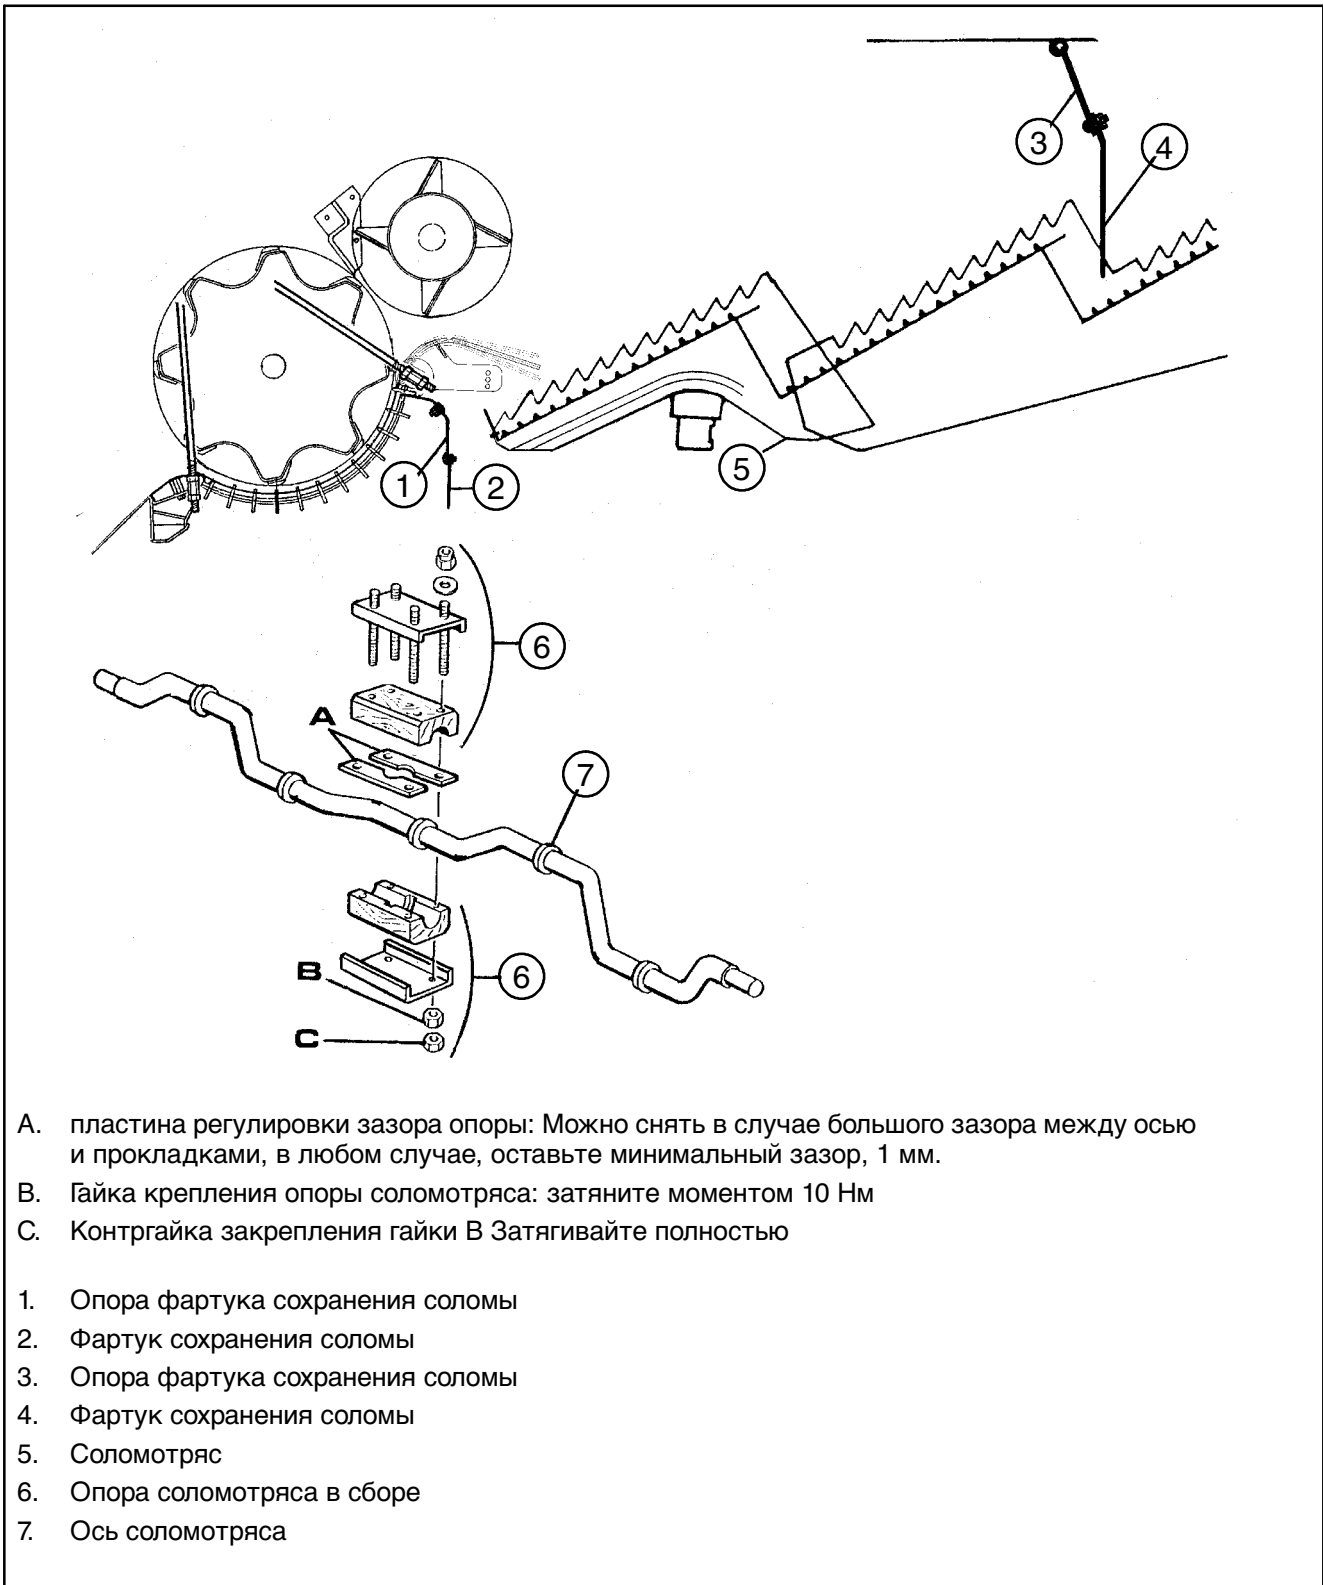 3
4
1
2
5
6
A
7
B
6
C
A. пластина регулировки зазора опоры: Можно снять в случае большого зазора между осью
и прокладками, в любом случае, оставьте минимальный зазор, 1 мм.
B. Гайка крепления опоры соломотряса: затяните моментом 10 Нм
C. Контргайка закрепления гайки В Затягивайте полностью
1. Опора фартука сохранения соломы
2. Фартук сохранения соломы
3. Опора фартука сохранения соломы
4. Фартук сохранения соломы
5. Соломотряс
6. Опора соломотряса в сборе
7. Ось соломотряса